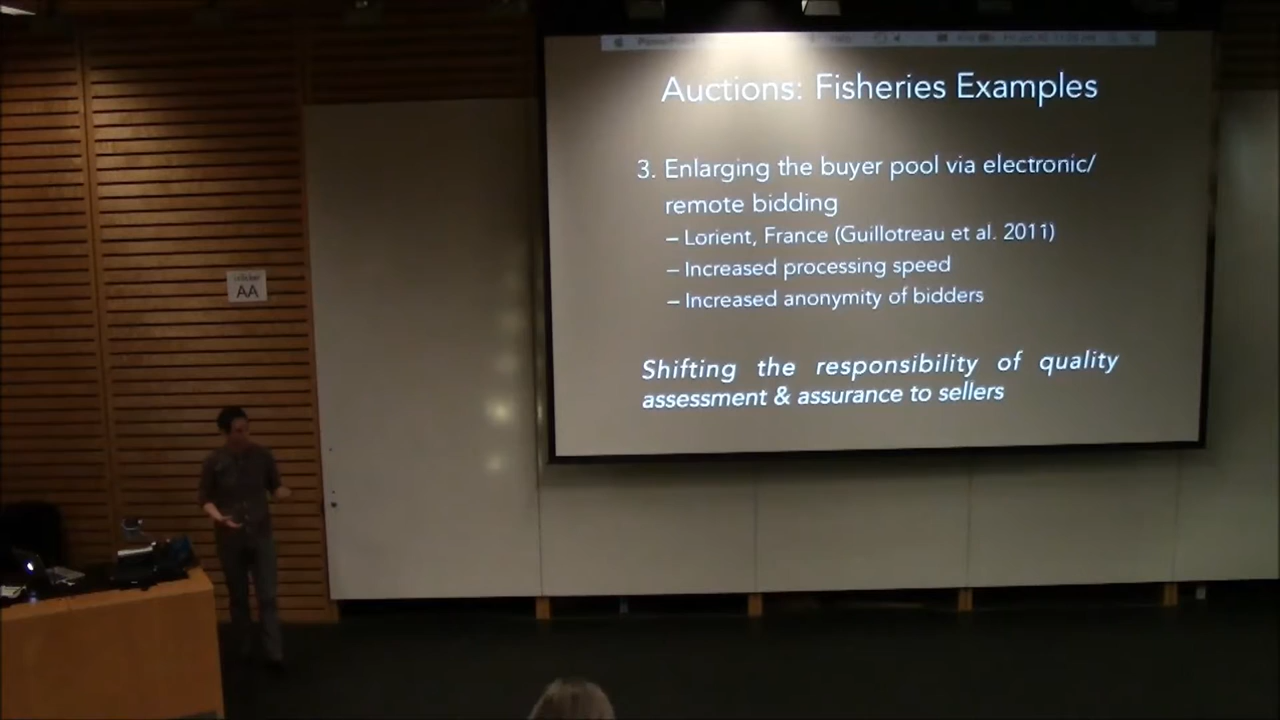 Auctions: Fisheries Examples
3. Enlarging the buyer pool via electronic/
remote bidding
– Lorient, France (Guillotreau et al. 2011)
– Increased processing speed
– Increased anonymity of bidders
Shifting the responsibility of quality
assessment & assurance to sellers
AA